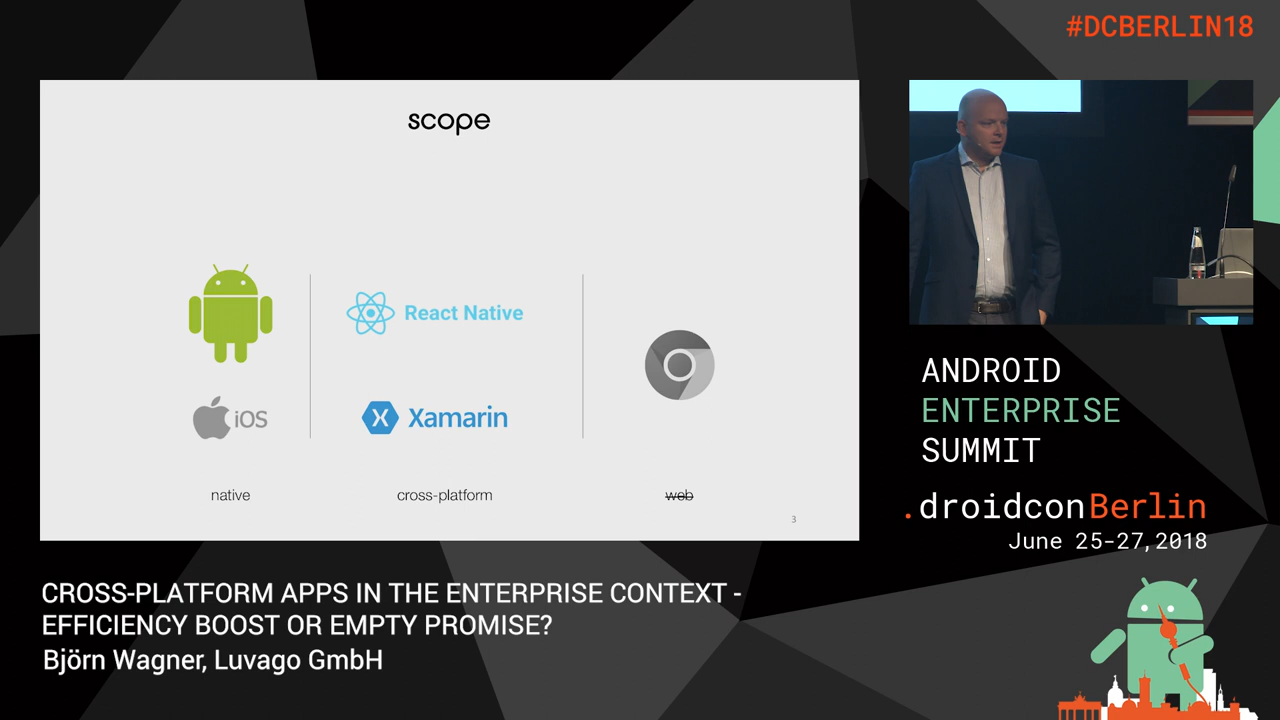 #DCBERLIN18
scope
React Native
iOS
Xamarin
native
cross-platform
web
3
ANDROID
ENTERPRISE
SUMMIT
.droidconBerlin
June 25-27, 2018
CROSS-PLATFORM APPS IN THE ENTERPRISE CONTEXT -
EFFICIENCY BOOST OR EMPTY PROMISE?
Björn Wagner, Luvago GmbH